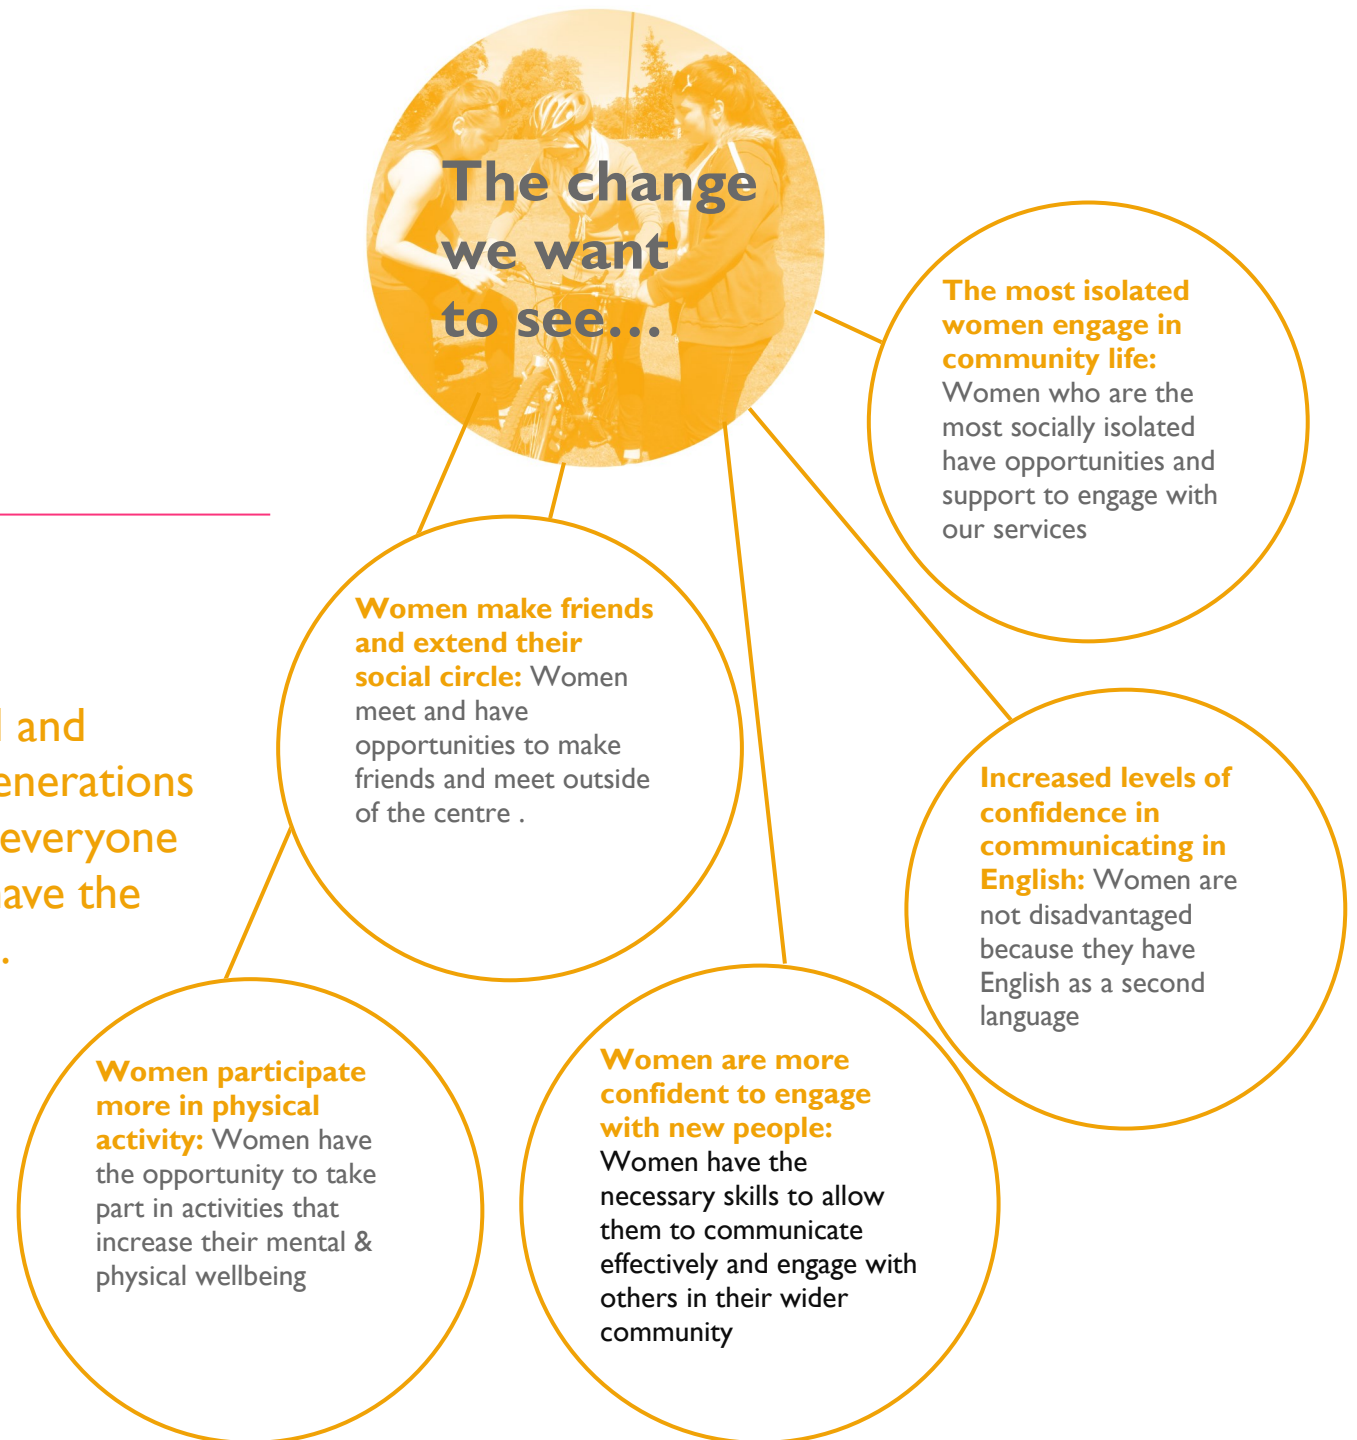 The change
we want
to see...
The most isolated
women engage in
community life:
Women who are the
most socially isolated
have opportunities and
support to engage with
our services
Women make friends
and extend their
social circle: Women
meet and have
opportunities to make
friends and meet outside
of the centre .
and
enerations
everyone
have the
.
Increased levels of
confidence in
communicating in
English: Women are
not disadvantaged
because they have
English as a second
language
Women participate
more in physical
activity: Women have
the opportunity to take
part in activities that
increase their mental &
physical wellbeing
Women are more
confident to engage
with new people:
Women have the
necessary skills to allow
them to communicate
effectively and engage with
others in their wider
community